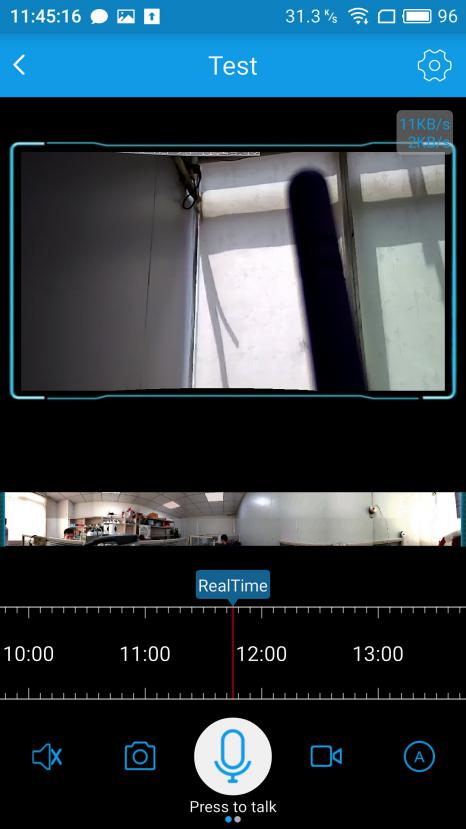 11:45:16 31.3 K/s 96
Test
11KB/s
2KB/s
RealTime
10:00 11:00 12:00 13:00
A
Press to talk